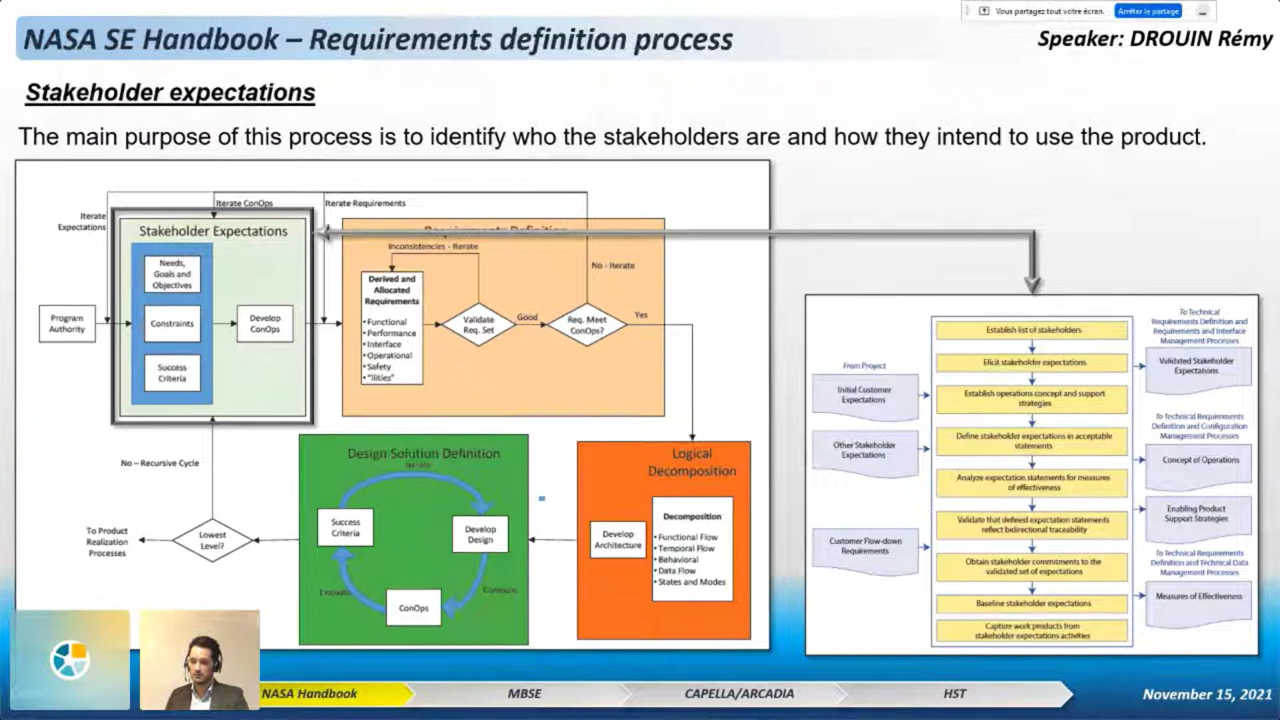 Vous partagez tout votre écran.
Arrêter le partage
NASA SE Handbook – Requirements definition process
Speaker: DROUIN Rémy
Stakeholder expectations
The main purpose of this process is to identify who the stakeholders are and how they intend to use the product.
Iterate
Expectations
Iterate ConOps
Iterate Requirements
Stakeholder Expectations
Needs,
Goals and
Objectives
Constraints
Success
Criteria
Develop
ConOps
Program
Authority
Requirements Definition
Inconsistencies - Iterate
Derived and
Allocated
Requirements
• Functional
• Performance
• Interface
• Operational
• Safety
• "ilities"
Validate
Req. Set
Good
Req. Meet
ConOps?
No - Iterate
Yes
Logical
Decomposition
Develop
Architecture
Decomposition
• Functional Flow
• Temporal Flow
• Behavioral
• Data Flow
• States and Modes
Design Solution Definition
Iterate
Success
Criteria
Develop
Design
ConOps
Evaluate
No – Recursive Cycle
Lowest
Level?
To Product
Realization
Processes
From Project
Initial Customer
Expectations
Other Stakeholder
Expectations
Customer Flow-down
Requirements
Establish list of stakeholders
Elicit stakeholder expectations
Establish operations concept and support
strategies
Define stakeholder expectations in acceptable
statements
Analyze expectation statements for measures
of effectiveness
Validate that defined expectation statements
reflect bidirectional traceability
Obtain stakeholder commitments to the
validated set of expectations
Baseline stakeholder expectations
Capture work products from
stakeholder expectations activities
To Technical
Requirements Definition and
Requirements and Interface
Management Processes
Validated Stakeholder
Expectations
To Technical Requirements
Definition and Configuration
Management Processes
Concept of Operations
Enabling Product
Support Strategies
To Technical Requirements
Definition and Technical Data
Management Processes
Measures of Effectiveness
NASA Handbook
MBSE
CAPELLA/ARCADIA
HST
November 15, 2021